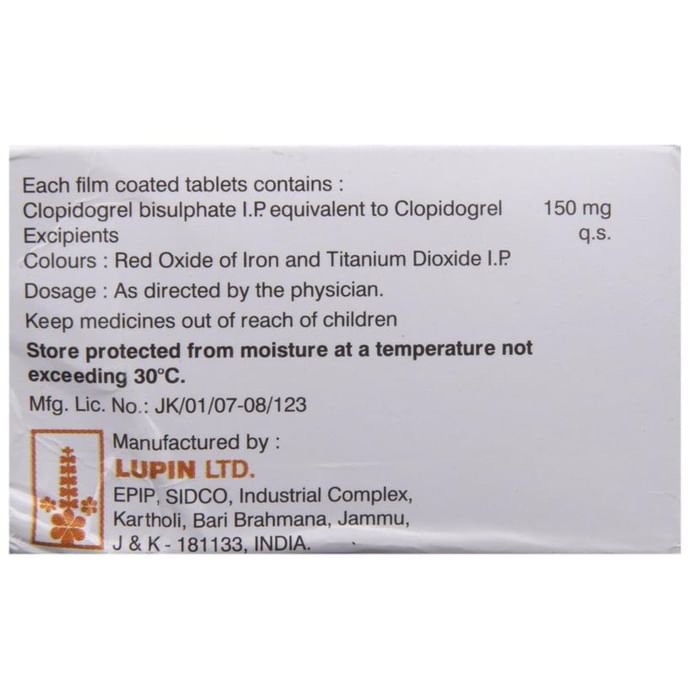 Each film coated tablets contains :
Clopidogrel bisulphate I.P. equivalent to Clopidogrel 150 mg
Excipients q.s.
Colours : Red Oxide of Iron and Titanium Dioxide I.P.
Dosage : As directed by the physician.
Keep medicines out of reach of children
Store protected from moisture at a temperature not
exceeding 30°C.
Mfg. Lic. No.: JK/01/07-08/123
Manufactured by :
LUPIN LTD.
EPIP, SIDCO, Industrial Complex,
Kartholi, Bari Brahmana, Jammu,
J & K - 181133, INDIA.